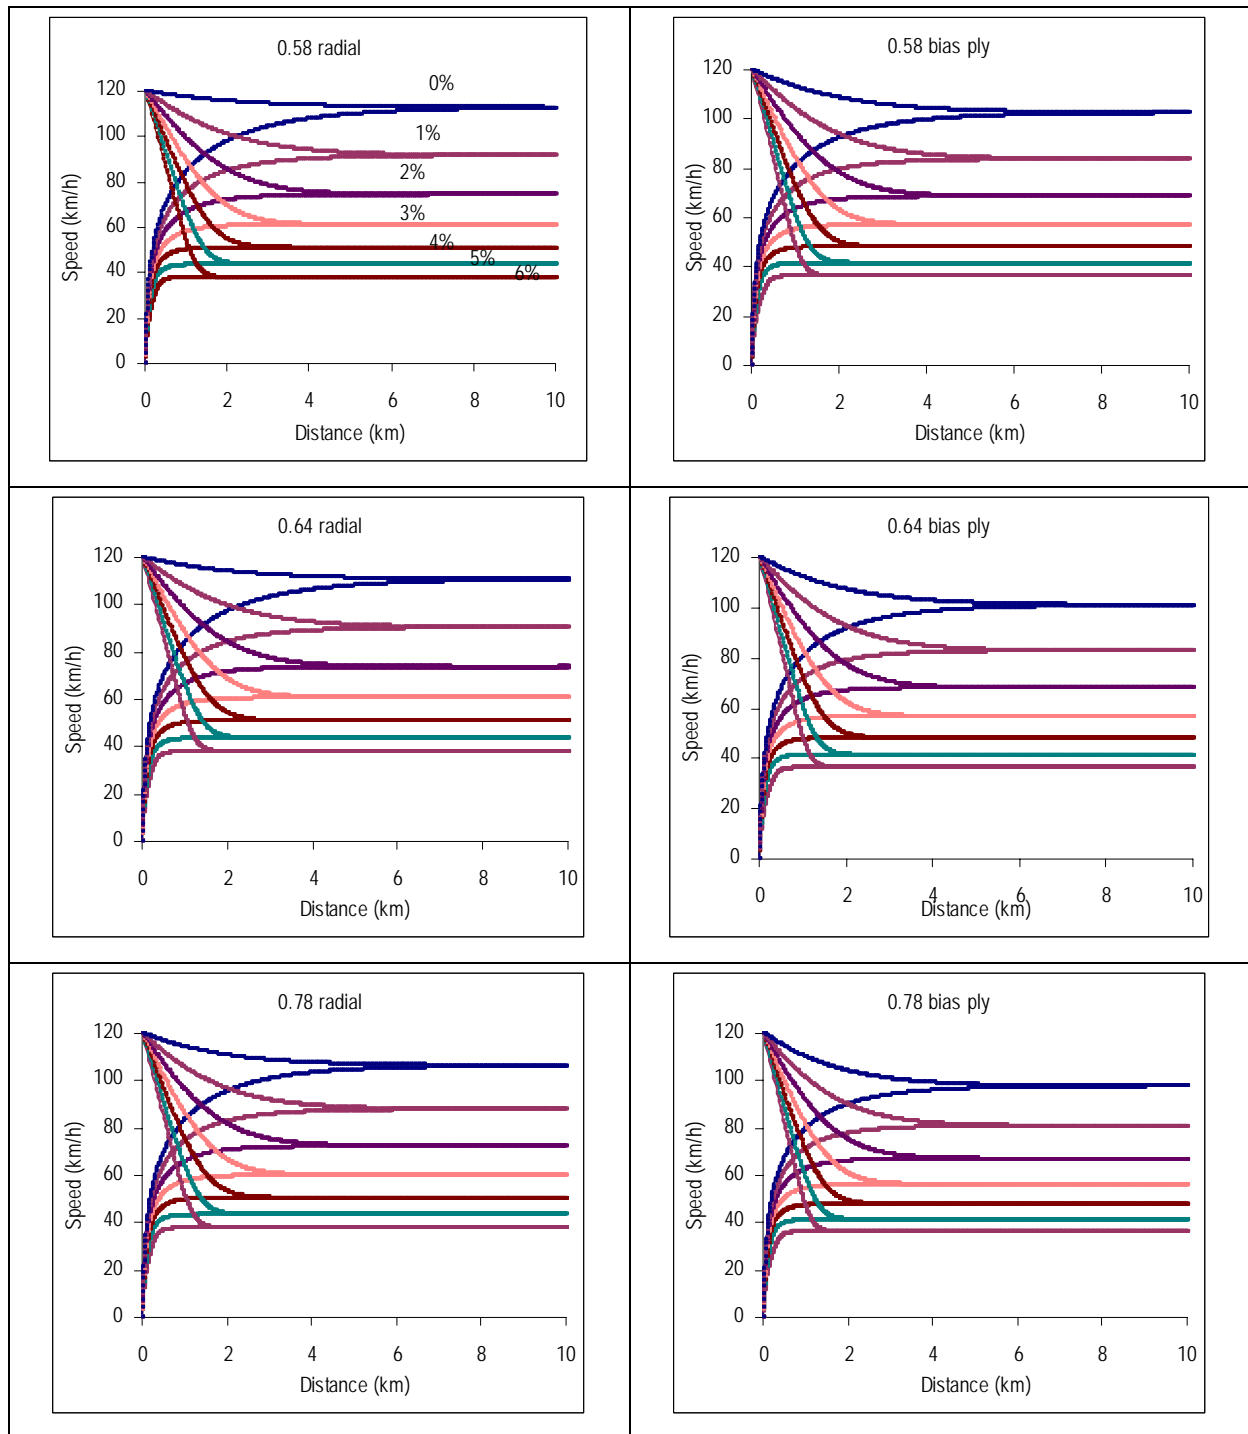 0.58 radial
120
100
80
60
40
20
0
Speed (km/h)
0%
1%
2%
3%
4%
5%
6%
0 2 4 6 8 10
Distance (km)
0.58 bias ply
120
100
80
60
40
20
0
Speed (km/h)
0 2 4 6 8 10
Distance (km)
0.64 radial
120
100
80
60
40
20
0
Speed (km/h)
0 2 4 6 8 10
Distance (km)
0.64 bias ply
120
100
80
60
40
20
0
Speed (km/h)
0 2 4 6 8 10
Distance (km)
0.78 radial
120
100
80
60
40
20
0
Speed (km/h)
0 2 4 6 8 10
Distance (km)
0.78 bias ply
120
100
80
60
40
20
0
Speed (km/h)
0 2 4 6 8 10
Distance (km)